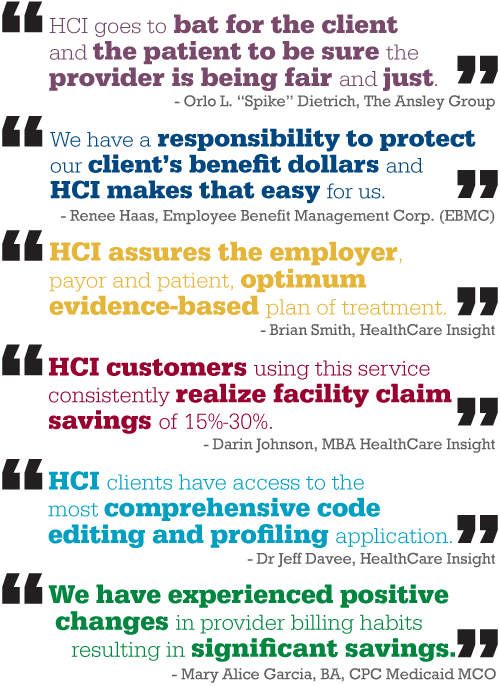 “ HCI goes to bat for the client
and the patient to be sure the
provider is being fair and just. ”
- Orlo L. “Spike” Dietrich, The Ansley Group
“ We have a responsibility to protect
our client’s benefit dollars and
HCI makes that easy for us. ”
- Renee Haas, Employee Benefit Management Corp. (EBMC)
“ HCI assures the employer,
payor and patient, optimum
evidence-based plan of treatment. ”
- Brian Smith, HealthCare Insight
“ HCI customers using this service
consistently realize facility claim
savings of 15%-30%. ”
- Darin Johnson, MBA HealthCare Insight
“ HCI clients have access to the
most comprehensive code
editing and profiling application. ”
- Dr Jeff Davee, HealthCare Insight
“ We have experienced positive
changes in provider billing habits
resulting in significant savings. ”
- Mary Alice Garcia, BA, CPC Medicaid MCO